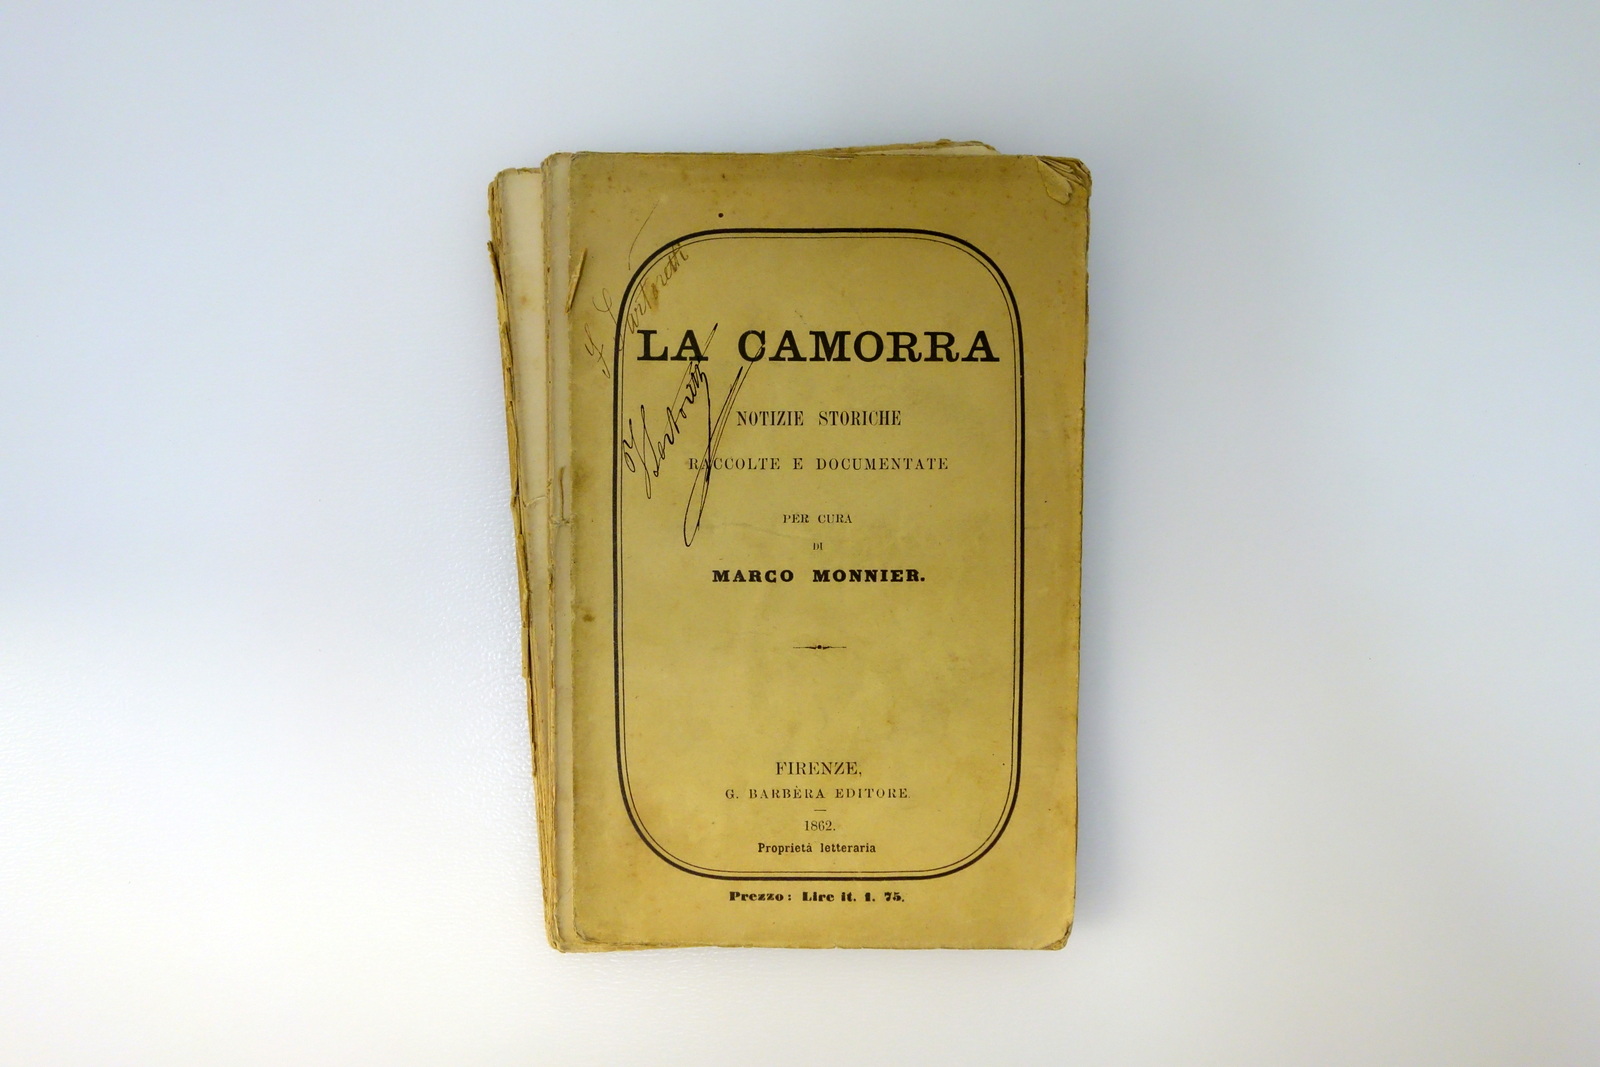 LA CAMORRA
NOTIZIE STORICHE
RACCOLTE E DOCUMENTATE
PER CURA
DI
MARCO MONNIER.
FIRENZE,
G. BARBÈRA EDITORE.
1862.
Proprietà letteraria
Prezzo: Lire it. 1. 75.